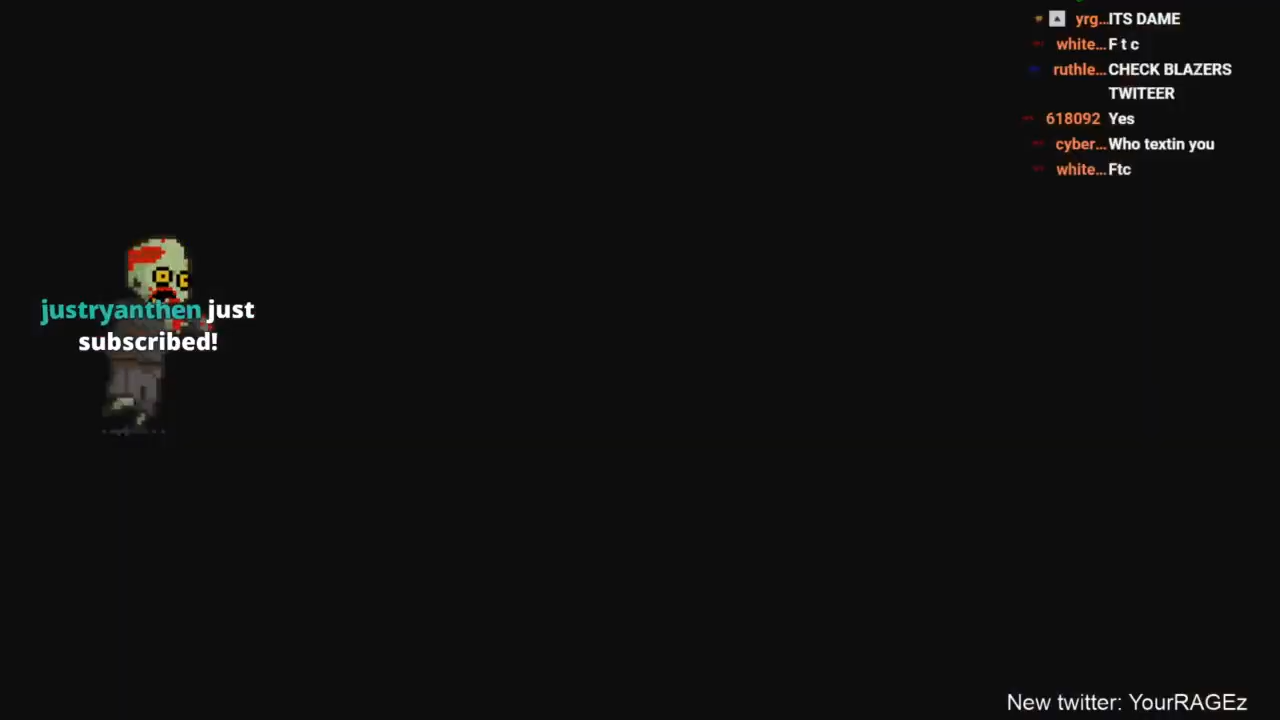 yrg...ITS DAME
white...F t c
ruthle...CHECK BLAZERS
TWITEER
618092 Yes
cyber...Who textin you
white...Ftc
justryanthen just
subscribed!
New twitter: YourRAGEz